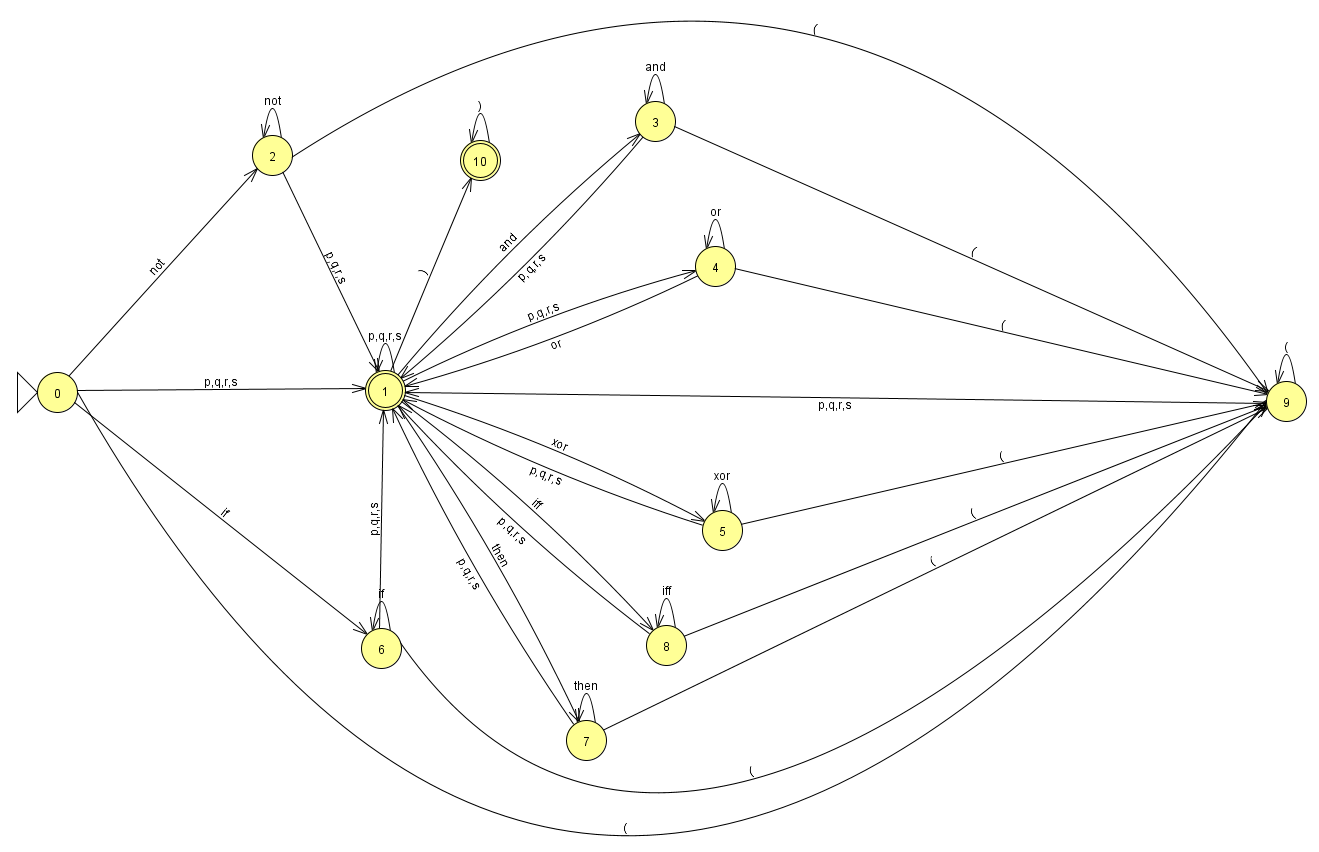 (
and
not
)
3
2
10
or
and
not
p,q,r,s
(
p,q,r,s
)
4
p,q,r,s
(
or
p,q,r,s
(
p,q,r,s
0
1
p,q,r,s
9
xor
(
p,q,r,s
xor
if
iff
(
p,q,r,s
p,q,r,s
5
then
(
p,q,r,s
if
iff
6
8
then
7
(
(